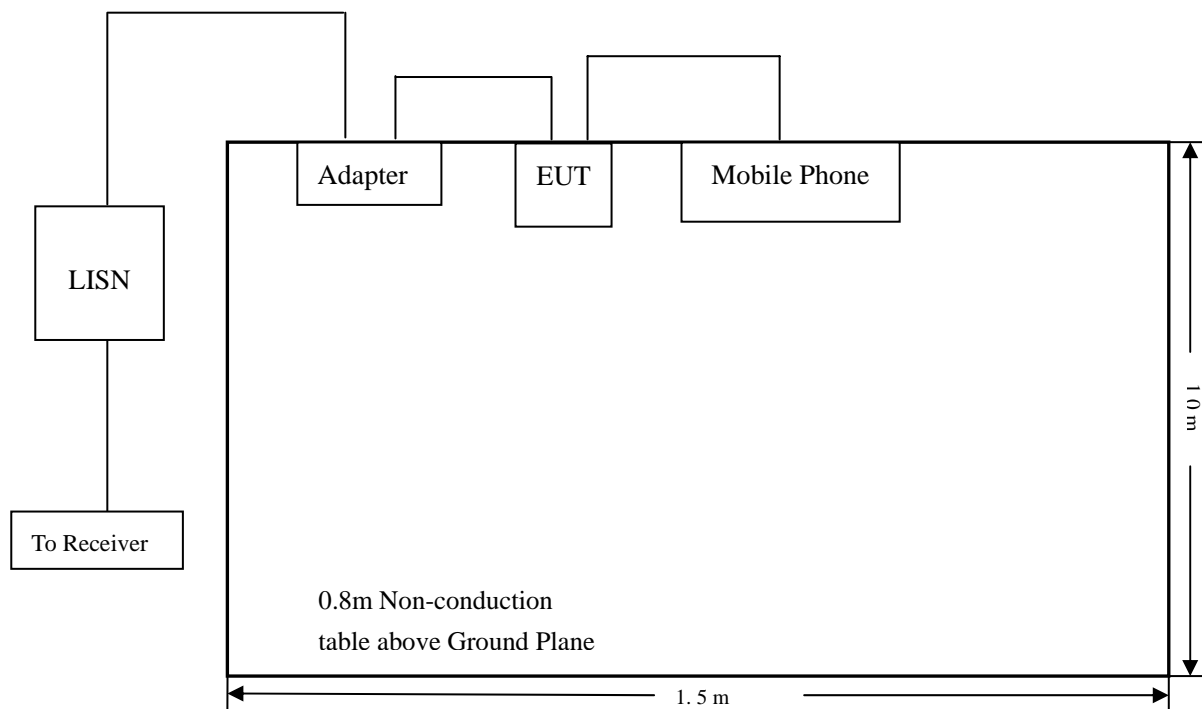 Adapter
EUT
Mobile Phone
LISN
To Receiver
0.8m Non-conduction
table above Ground Plane
1.5 m
1 0 m